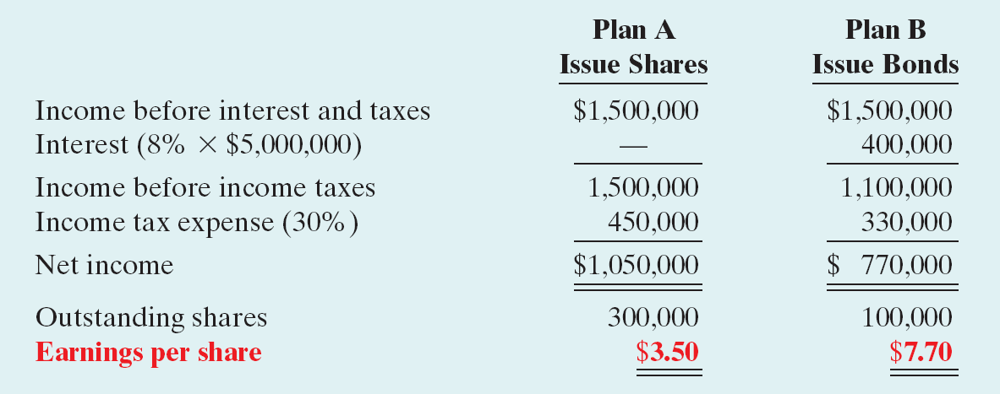 Plan A Plan B
Issue Shares Issue Bonds
Income before interest and taxes $1,500,000 $1,500,000
Interest (8% × $5,000,000) — 400,000
Income before income taxes 1,500,000 1,100,000
Income tax expense (30%) 450,000 330,000
Net income $1,050,000 $ 770,000
Outstanding shares 300,000 100,000
Earnings per share $3.50 $7.70